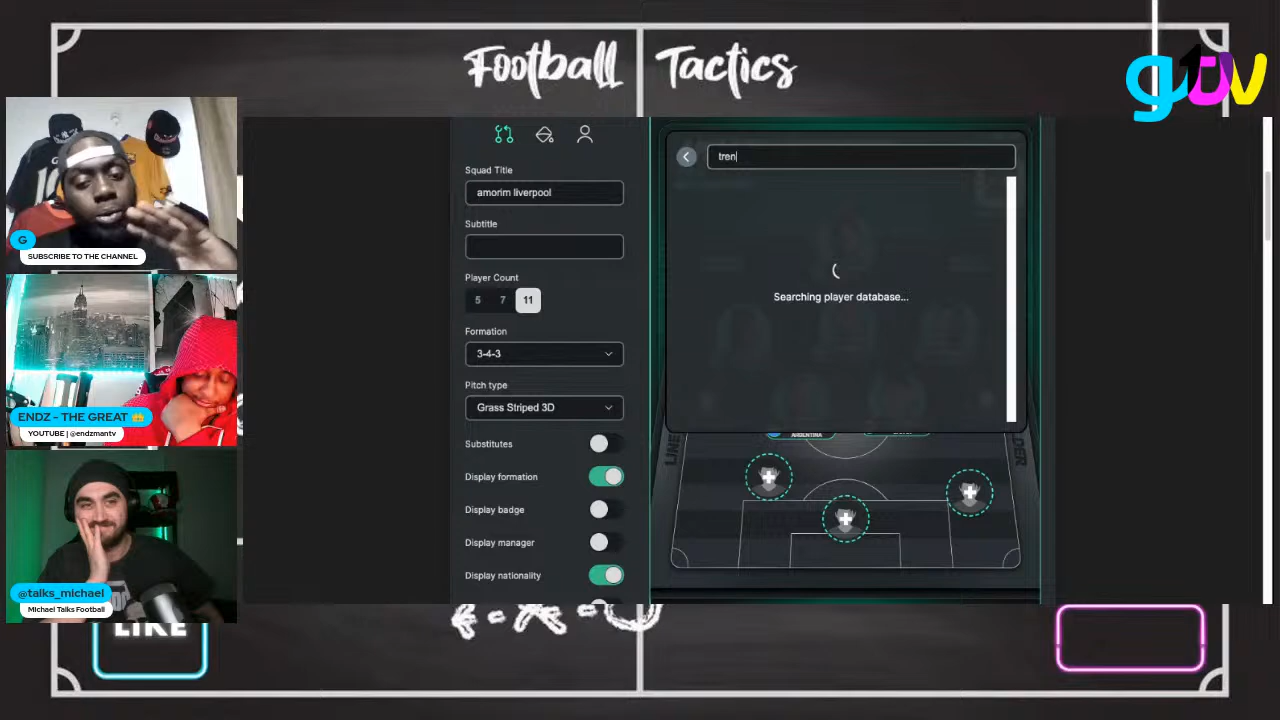 Football Tactics
gtv
tren
Squad Title
amorim liverpool
Subtitle
Searching player database...
Player Count
5 7 11
Formation
3-4-3
Pitch type
Grass Striped 3D
Substitutes
ARGENTINA
Display formation
Display badge
Display manager
Display nationality
G
SUBSCRIBE TO THE CHANNEL
ENDZ - THE GREAT 👑
YOUTUBE | @endzmantv
@talks_michael
Michael Talks Football
LIKE